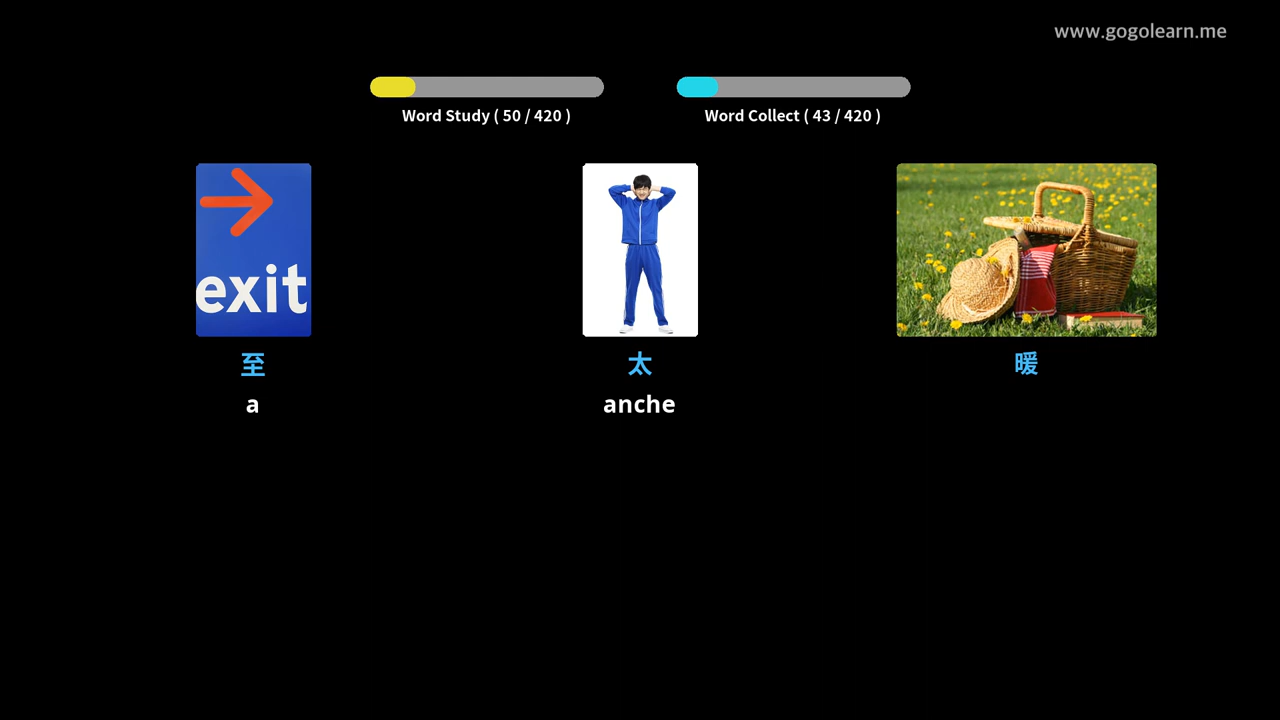 www.gogolearn.me
Word Study ( 50 / 420 )
Word Collect ( 43 / 420 )
exit
至
太
暖
a
anche